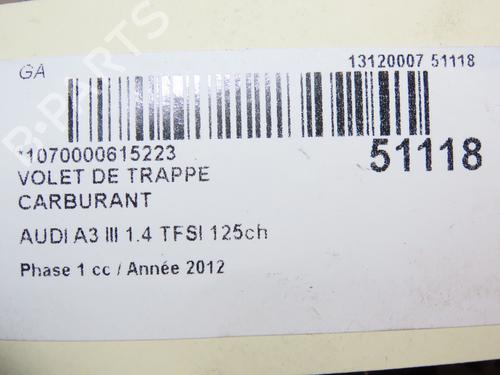 GA
13120007 51118
*1070000615223
51118
VOLET DE TRAPPE
CARBURANT
AUDI A3 III 1.4 TFSI 125ch
Phase 1 cc / Année 2012
B-PARTS